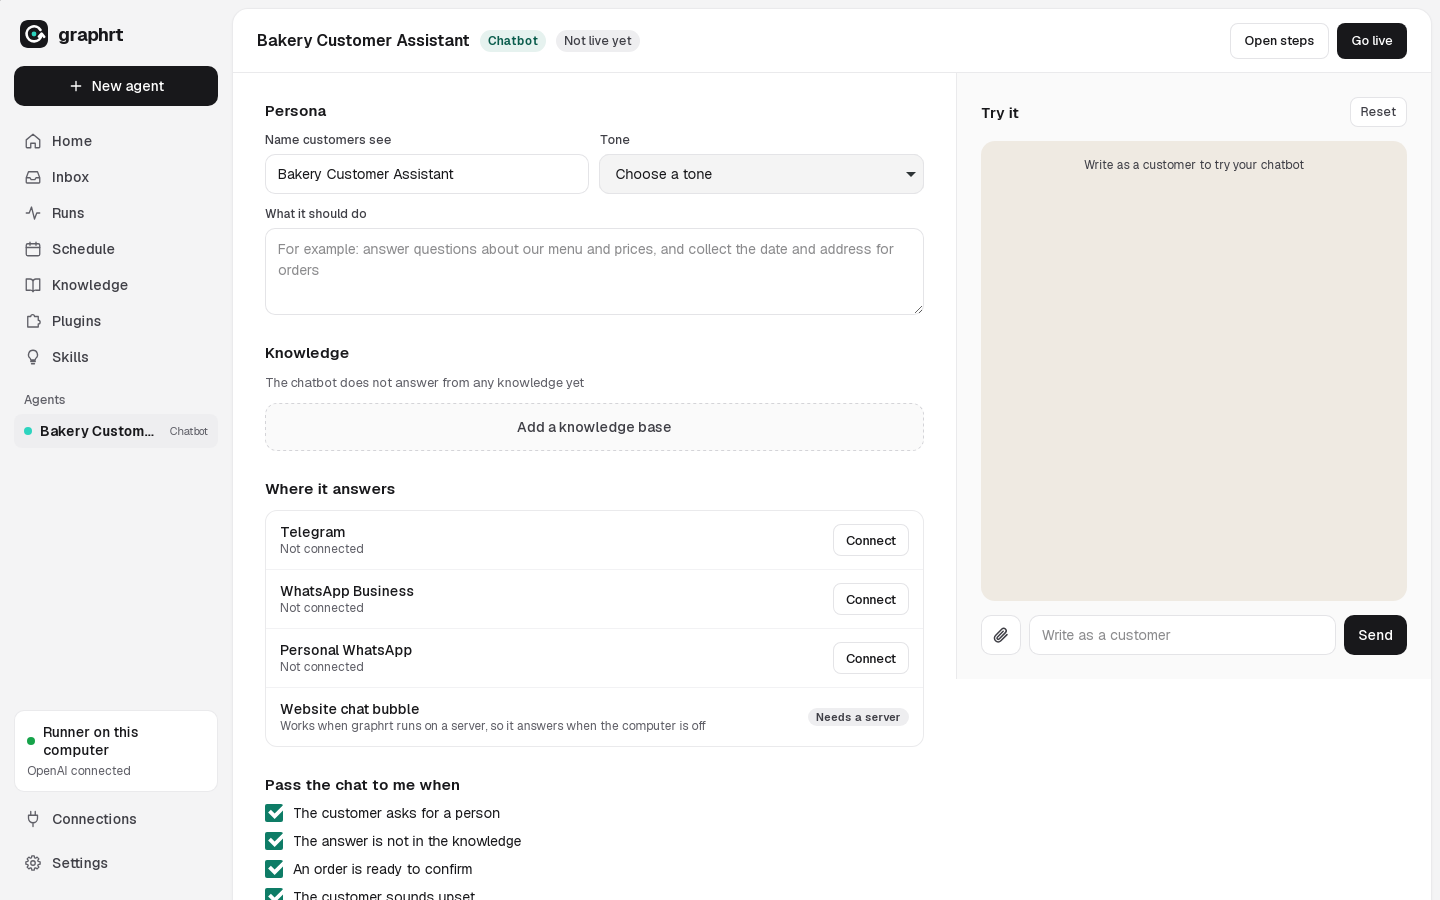 graphrt
New agent
Home
Inbox
Runs
Schedule
Knowledge
Plugins
Skills
Agents
Bakery Custom... Chatbot
Runner on this
computer
OpenAI connected
Connections
Settings
Bakery Customer Assistant Chatbot Not live yet Open steps Go live
Persona
Name customers see Tone
Bakery Customer Assistant Choose a tone
What it should do
For example: answer questions about our menu and prices, and collect the date and address for
orders
Knowledge
The chatbot does not answer from any knowledge yet
Add a knowledge base
Where it answers
Telegram
Not connected
Connect
WhatsApp Business
Not connected
Connect
Personal WhatsApp
Not connected
Connect
Website chat bubble
Works when graphrt runs on a server, so it answers when the computer is off
Needs a server
Pass the chat to me when
The customer asks for a person
The answer is not in the knowledge
An order is ready to confirm
The customer sounds upset
Try it Reset
Write as a customer to try your chatbot
Write as a customer Send